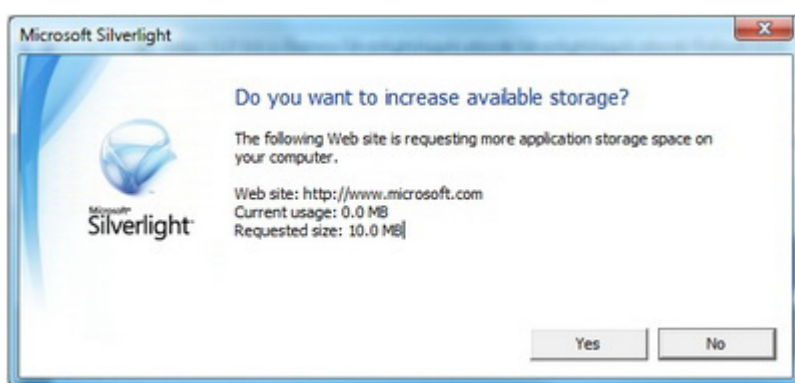 Microsoft Silverlight
Do you want to increase available storage?
The following Web site is requesting more application storage space on
your computer.
Web site: http://www.microsoft.com
Current usage: 0.0 MB
Requested size: 10.0 MB
Microsoft
Silverlight
Yes
No